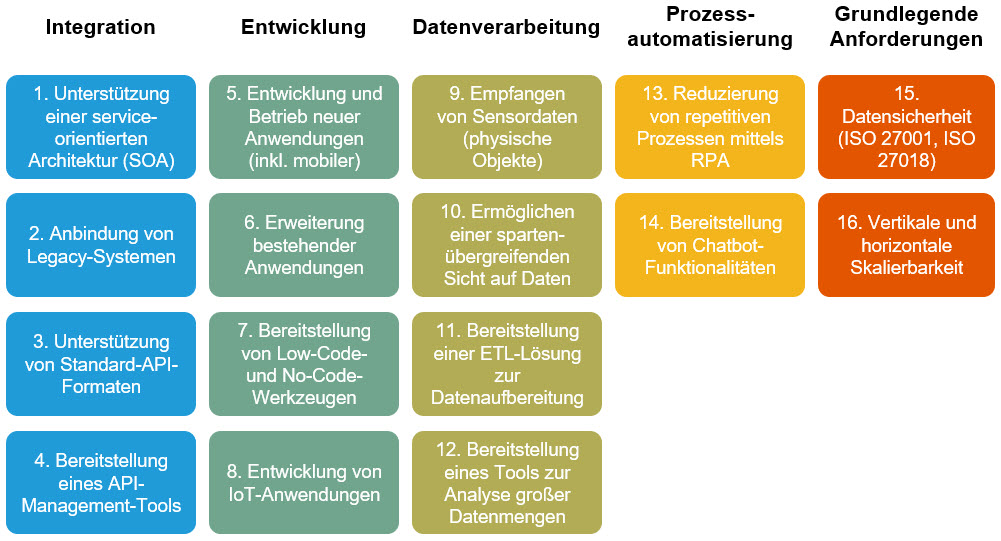 Integration
1. Unterstützung
einer service-
orientierten
Architektur (SOA)
2. Anbindung von
Legacy-Systemen
3. Unterstützung
von Standard-API-
Formaten
4. Bereitstellung
eines API-
Management-Tools
Entwicklung
5. Entwicklung und
Betrieb neuer
Anwendungen
(inkl. mobiler)
6. Erweiterung
bestehender
Anwendungen
7. Bereitstellung
von Low-Code-
und No-Code-
Werkzeugen
8. Entwicklung von
IoT-Anwendungen
Datenverarbeitung
9. Empfangen
von Sensordaten
(physische
Objekte)
10. Ermöglichen
einer sparten-
übergreifenden
Sicht auf Daten
11. Bereitstellung
einer ETL-Lösung
zur
Datenaufbereitung
12. Bereitstellung
eines Tools zur
Analyse großer
Datenmengen
Prozess-
automatisierung
13. Reduzierung
von repetitiven
Prozessen mittels
RPA
14. Bereitstellung
von Chatbot-
Funktionalitäten
Grundlegende
Anforderungen
15.
Datensicherheit
(ISO 27001, ISO
27018)
16. Vertikale und
horizontale
Skalierbarkeit